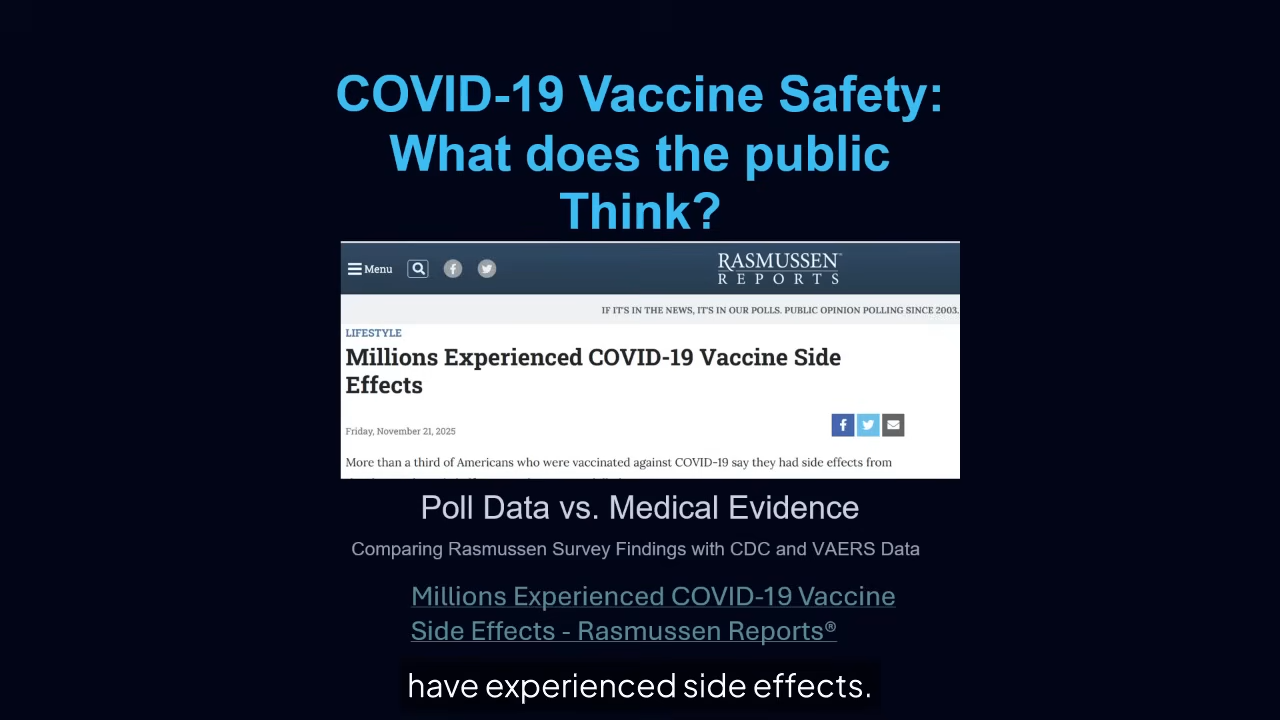 COVID-19 Vaccine Safety:
What does the public
Think?
Menu
RASMUSSEN™
REPORTS
IF IT'S IN THE NEWS, IT'S IN OUR POLLS. PUBLIC OPINION POLLING SINCE 2003.
LIFESTYLE
Millions Experienced COVID-19 Vaccine Side
Effects
Friday, November 21, 2025
More than a third of Americans who were vaccinated against COVID-19 say they had side effects from
Poll Data vs. Medical Evidence
Comparing Rasmussen Survey Findings with CDC and VAERS Data
Millions Experienced COVID-19 Vaccine
Side Effects - Rasmussen Reports®
have experienced side effects.